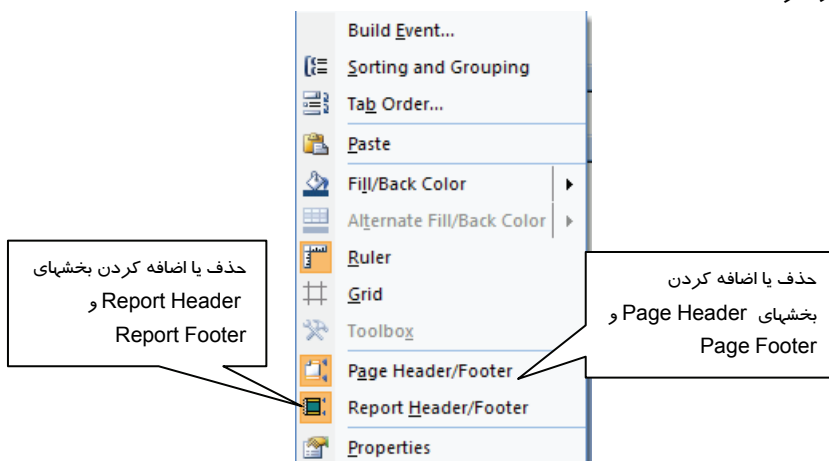 Build Event...
Sorting and Grouping
Tab Order...
Paste
Fill/Back Color
Alternate Fill/Back Color
Ruler
Grid
Toolbox
Page Header/Footer
Report Header/Footer
Properties
حذف یا اضافه کردن بخشهای
Report Header و
Report Footer
حذف یا اضافه کردن
بخشهای Page Header و
Page Footer